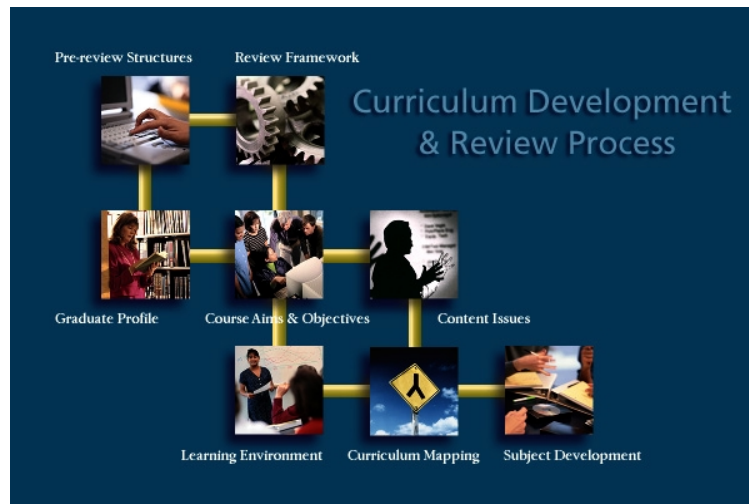 Pre-review Structures
Review Framework
Curriculum Development
& Review Process
Graduate Profile
Course Aims & Objectives
Content Issues
Learning Environment
Curriculum Mapping
Subject Development